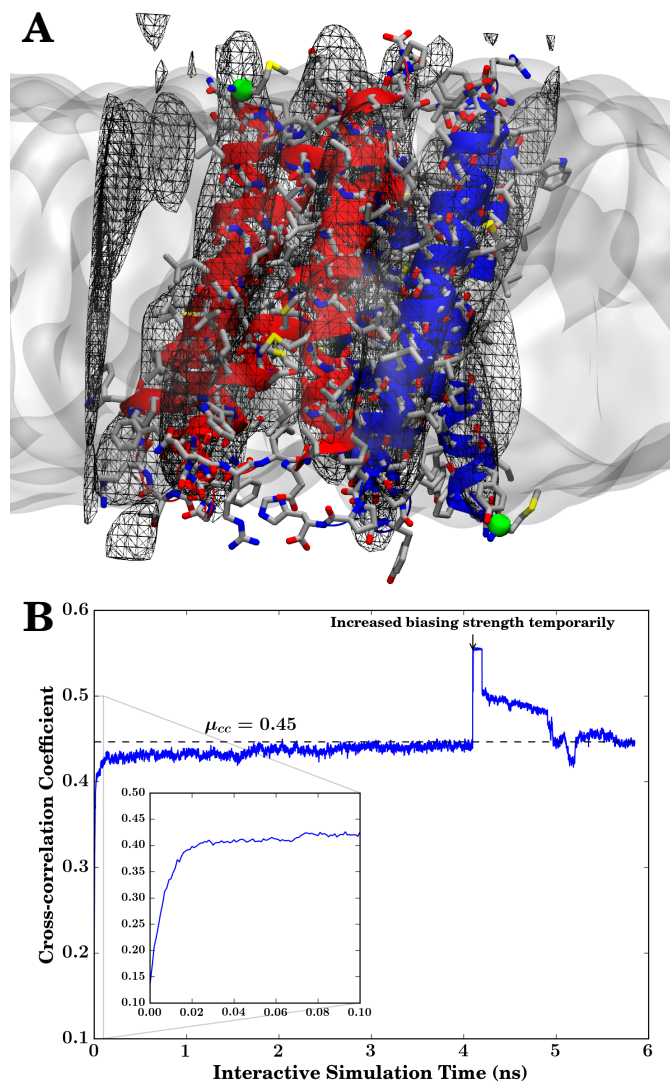 A
B
Increased biasing strength temporarily
μcc = 0.45
Cross-correlation Coefficient
0.6
0.5
0.4
0.3
0.2
0.1
0.50
0.45
0.40
0.35
0.30
0.25
0.20
0.15
0.10
0.00 0.02 0.04 0.06 0.08 0.10
0 1 2 3 4 5 6
Interactive Simulation Time (ns)